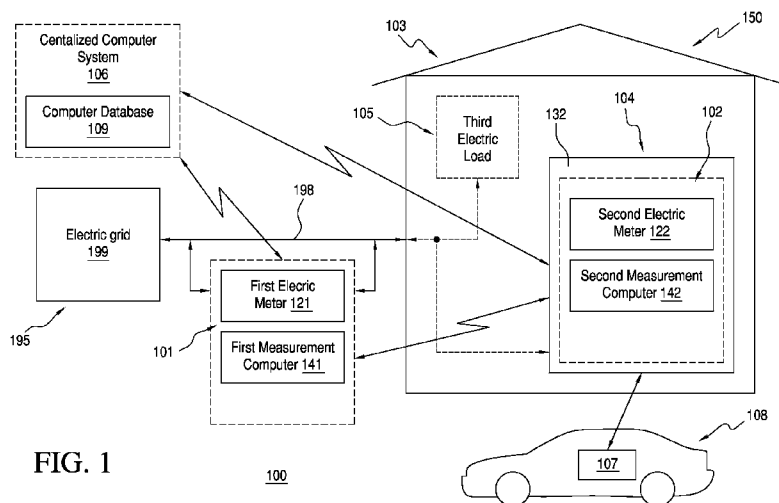 Centalized Computer
System
106
Computer Database
109
103
150
105
Third
Electric
Load
104
132
102
198
Electric grid
199
Second Electric
Meter 122
Second Measurement
Computer 142
First Elecric
Meter 121
101
First Measurement
Computer 141
195
108
107
FIG. 1
100